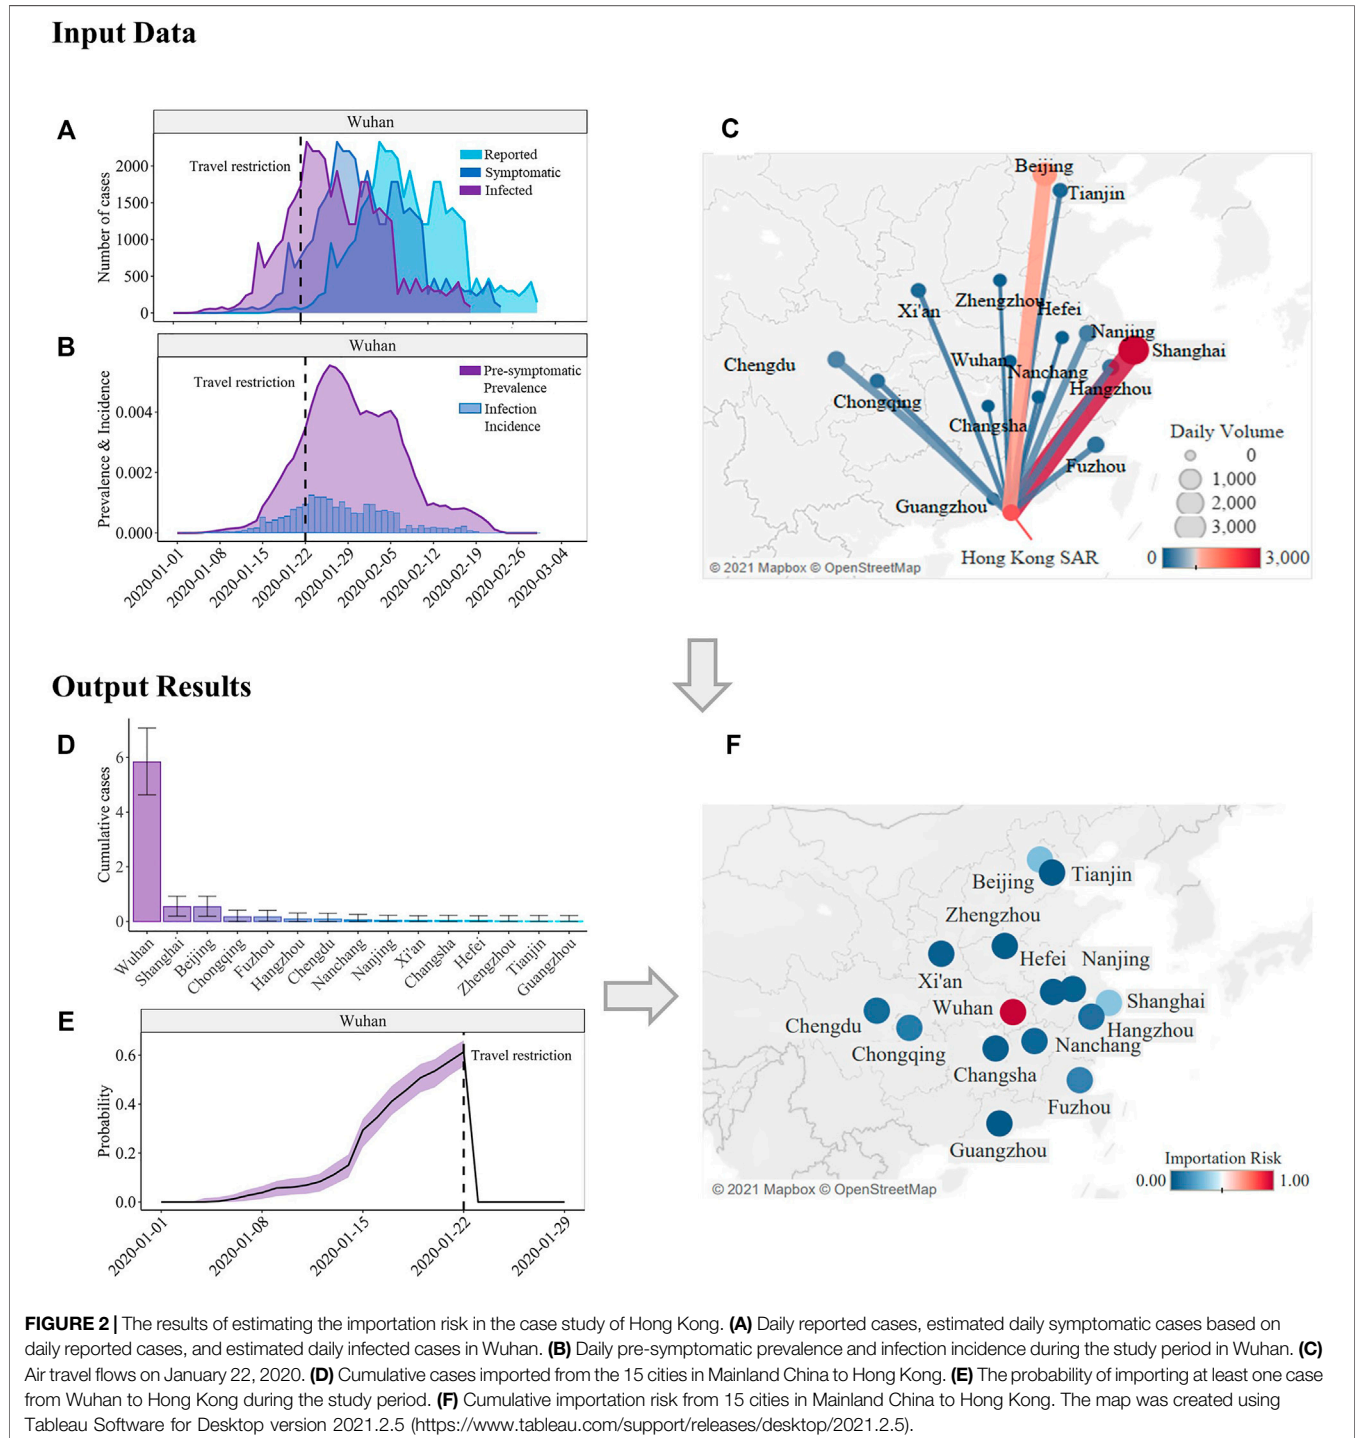 Input Data
A
Wuhan
Travel restriction
Reported
Symptomatic
Infected
Number of cases
2000
1500
1000
500
0
B
Wuhan
Travel restriction
Pre-symptomatic
Prevalence
Infection
Incidence
Prevalence & Incidence
0.004
0.002
0.000
2020-01-01
2020-01-08
2020-01-15
2020-01-22
2020-01-29
2020-02-05
2020-02-12
2020-02-19
2020-02-26
2020-03-04
C
Beijing
Tianjin
Zhengzhou
Xi'an
Hefei
Nanjing
Shanghai
Chengdu
Wuhan
Nanchang
Hangzhou
Chongqing
Changsha
Fuzhou
Guangzhou
Hong Kong SAR
Daily Volume
0
1,000
2,000
3,000
0
3,000
© 2021 Mapbox © OpenStreetMap
Output Results
D
Cumulative cases
6
4
2
0
Wuhan
Shanghai
Beijing
Chongqing
Fuzhou
Hangzhou
Chengdu
Nanchang
Nanjing
Xi'an
Changsha
Hefei
Zhengzhou
Tianjin
Guangzhou
E
Wuhan
Travel restriction
Probability
0.6
0.4
0.2
0.0
2020-01-01
2020-01-08
2020-01-15
2020-01-22
2020-01-29
F
Beijing
Tianjin
Zhengzhou
Hefei
Nanjing
Xi'an
Wuhan
Shanghai
Hangzhou
Chengdu
Chongqing
Nanchang
Changsha
Fuzhou
Guangzhou
Importation Risk
0.00
1.00
© 2021 Mapbox © OpenStreetMap
FIGURE 2 | The results of estimating the importation risk in the case study of Hong Kong. (A) Daily reported cases, estimated daily symptomatic cases based on
daily reported cases, and estimated daily infected cases in Wuhan. (B) Daily pre-symptomatic prevalence and infection incidence during the study period in Wuhan. (C)
Air travel flows on January 22, 2020. (D) Cumulative cases imported from the 15 cities in Mainland China to Hong Kong. (E) The probability of importing at least one case
from Wuhan to Hong Kong during the study period. (F) Cumulative importation risk from 15 cities in Mainland China to Hong Kong. The map was created using
Tableau Software for Desktop version 2021.2.5 (https://www.tableau.com/support/releases/desktop/2021.2.5).